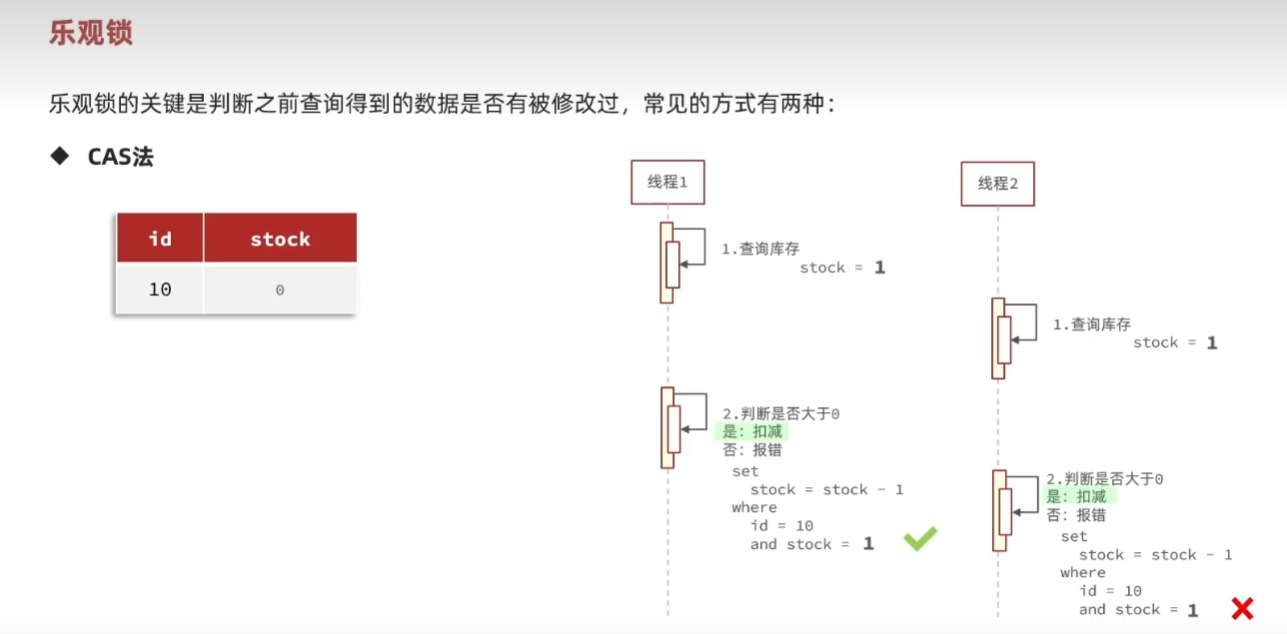 乐观锁
乐观锁的关键是判断之前查询得到的数据是否有被修改过，常见的方式有两种：
◆ CAS法
id stock
10 0
线程1
1.查询库存
stock = 1
2.判断是否大于0
是：扣减
否：报错
set
stock = stock - 1
where
id = 10
and stock = 1
线程2
1.查询库存
stock = 1
2.判断是否大于0
是：扣减
否：报错
set
stock = stock - 1
where
id = 10
and stock = 1